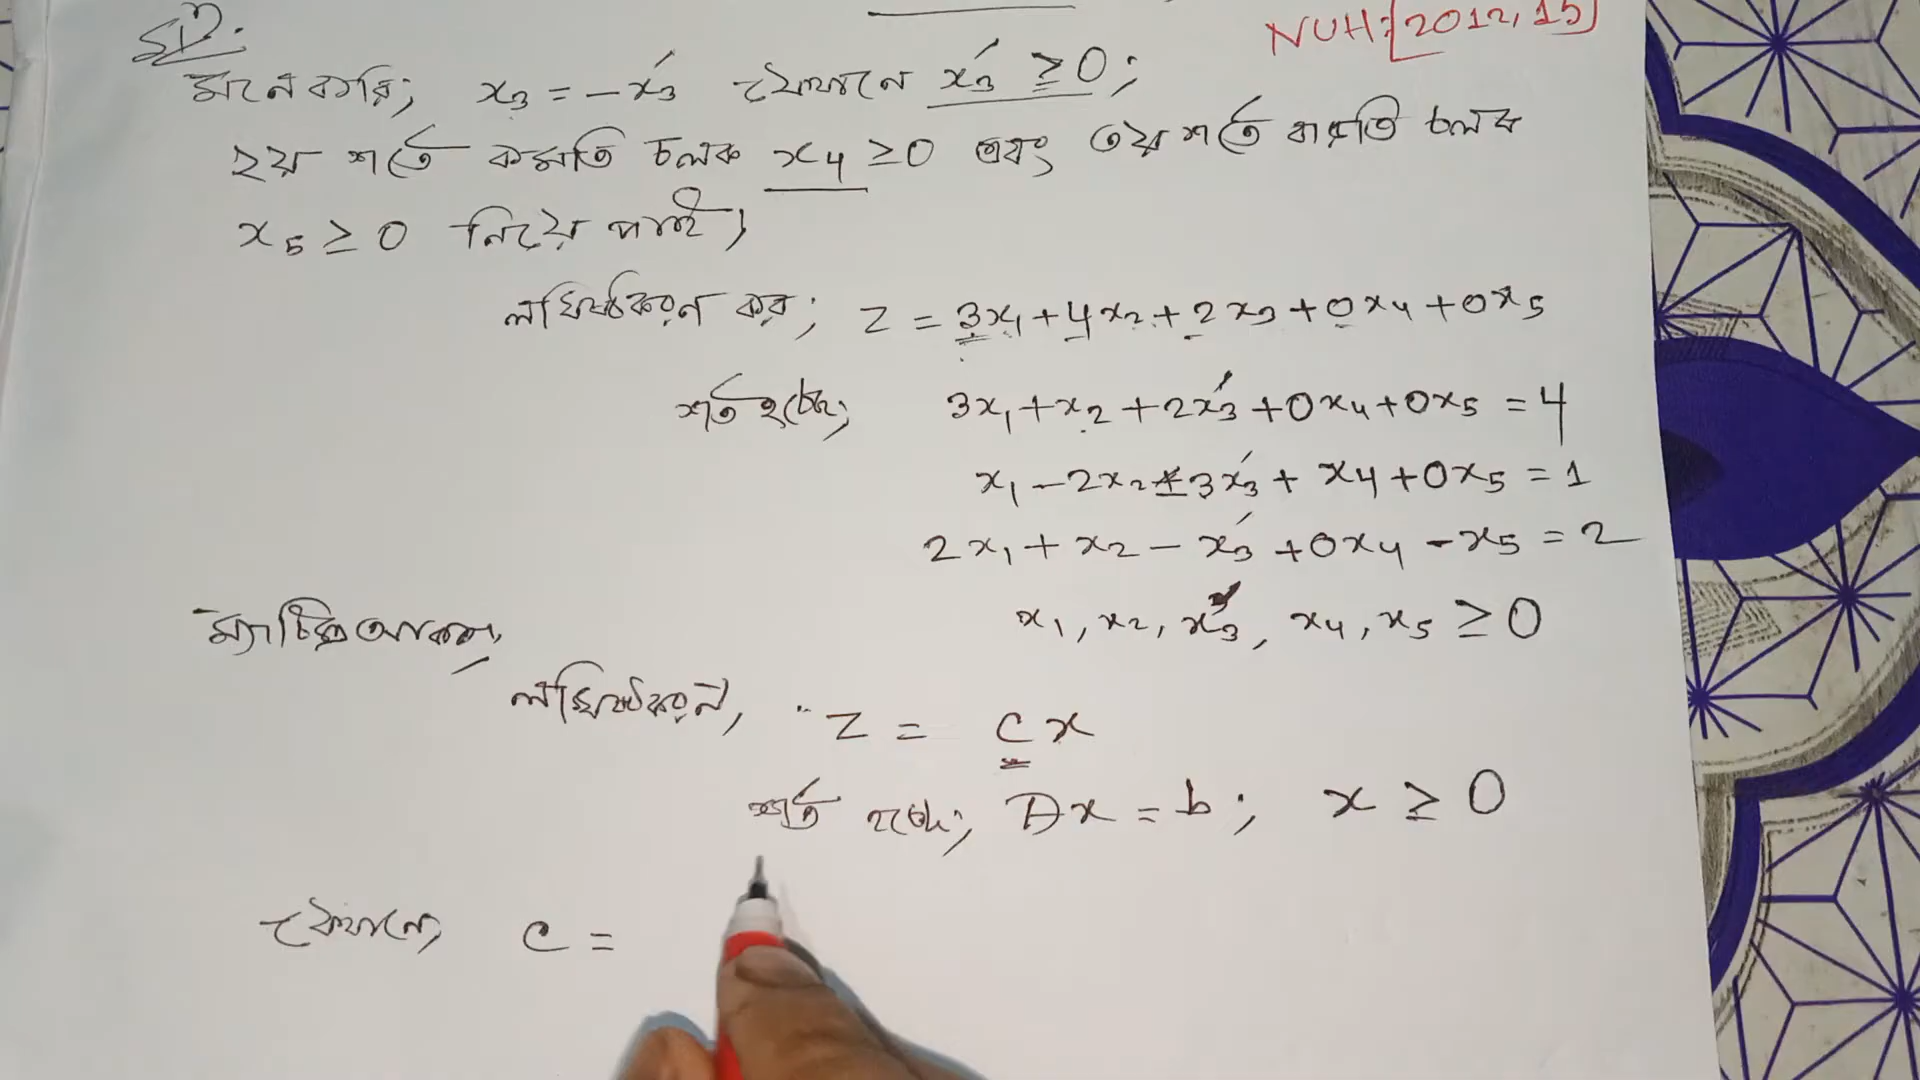 NUH:[2012,15]
মনেকরি; x₃ = -x₃′ যেখানে x₃′ ≥ 0;
২য় শর্তে কমতি চলক x₄ ≥ 0 এবং ৩য় শর্তে বাড়তি চলক
x₅ ≥ 0 নিয়ে পাই,
লঘিষ্ঠকরণ কর; Z = 3x₁ + 4x₂ + 2x₃ + 0x₄ + 0x₅
শর্ত হচ্ছে; 3x₁ + x₂ + 2x₃′ + 0x₄ + 0x₅ = 4
x₁ - 2x₂ + 3x₃′ + x₄ + 0x₅ = 1
2x₁ + x₂ - x₃′ + 0x₄ - x₅ = 2
x₁, x₂, x₃′, x₄, x₅ ≥ 0
ম্যাট্রিক্স আকারে,
লঘিষ্ঠকরন, Z = cx
শর্ত হচ্ছে; Ax = b; x ≥ 0
যেখানে, c =